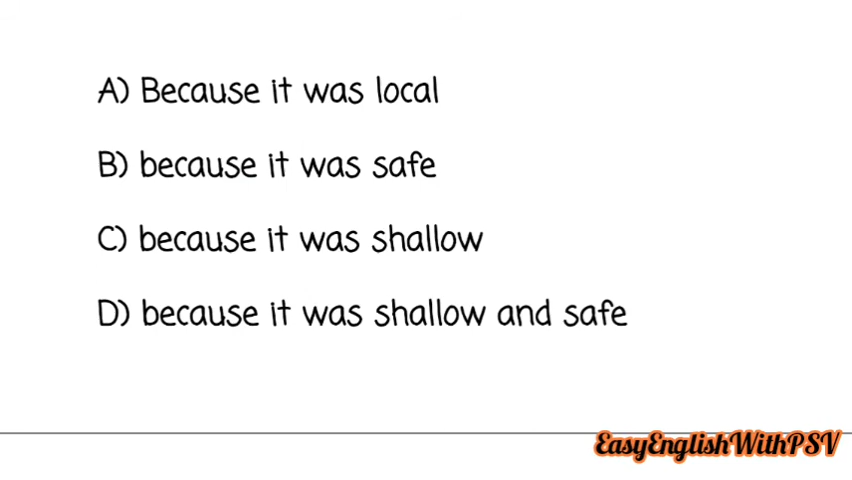 A) Because it was local
B) because it was safe
C) because it was shallow
D) because it was shallow and safe
EasyEnglishWithPSV